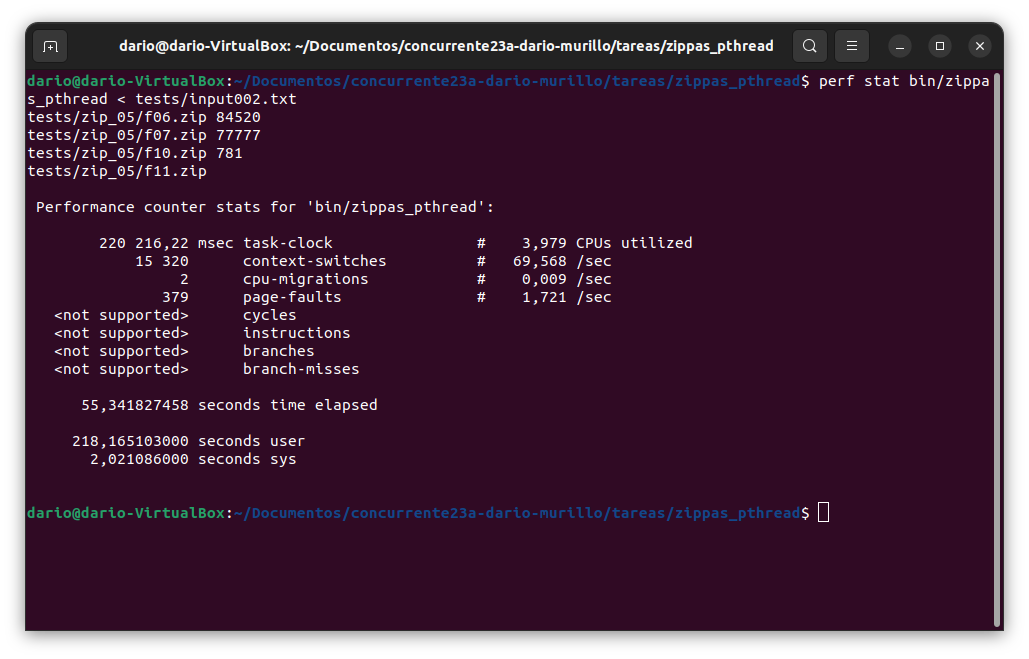 dario@dario-VirtualBox: ~/Documentos/concurrente23a-dario-murillo/tareas/zippas_pthread
dario@dario-VirtualBox:~/Documentos/concurrente23a-dario-murillo/tareas/zippas_pthread$ perf stat bin/zippa
s_pthread < tests/input002.txt
tests/zip_05/f06.zip 84520
tests/zip_05/f07.zip 77777
tests/zip_05/f10.zip 781
tests/zip_05/f11.zip
Performance counter stats for 'bin/zippas_pthread':
220 216,22 msec task-clock # 3,979 CPUs utilized
15 320 context-switches # 69,568 /sec
2 cpu-migrations # 0,009 /sec
379 page-faults # 1,721 /sec
<not supported> cycles
<not supported> instructions
<not supported> branches
<not supported> branch-misses
55,341827458 seconds time elapsed
218,165103000 seconds user
2,021086000 seconds sys
dario@dario-VirtualBox:~/Documentos/concurrente23a-dario-murillo/tareas/zippas_pthread$